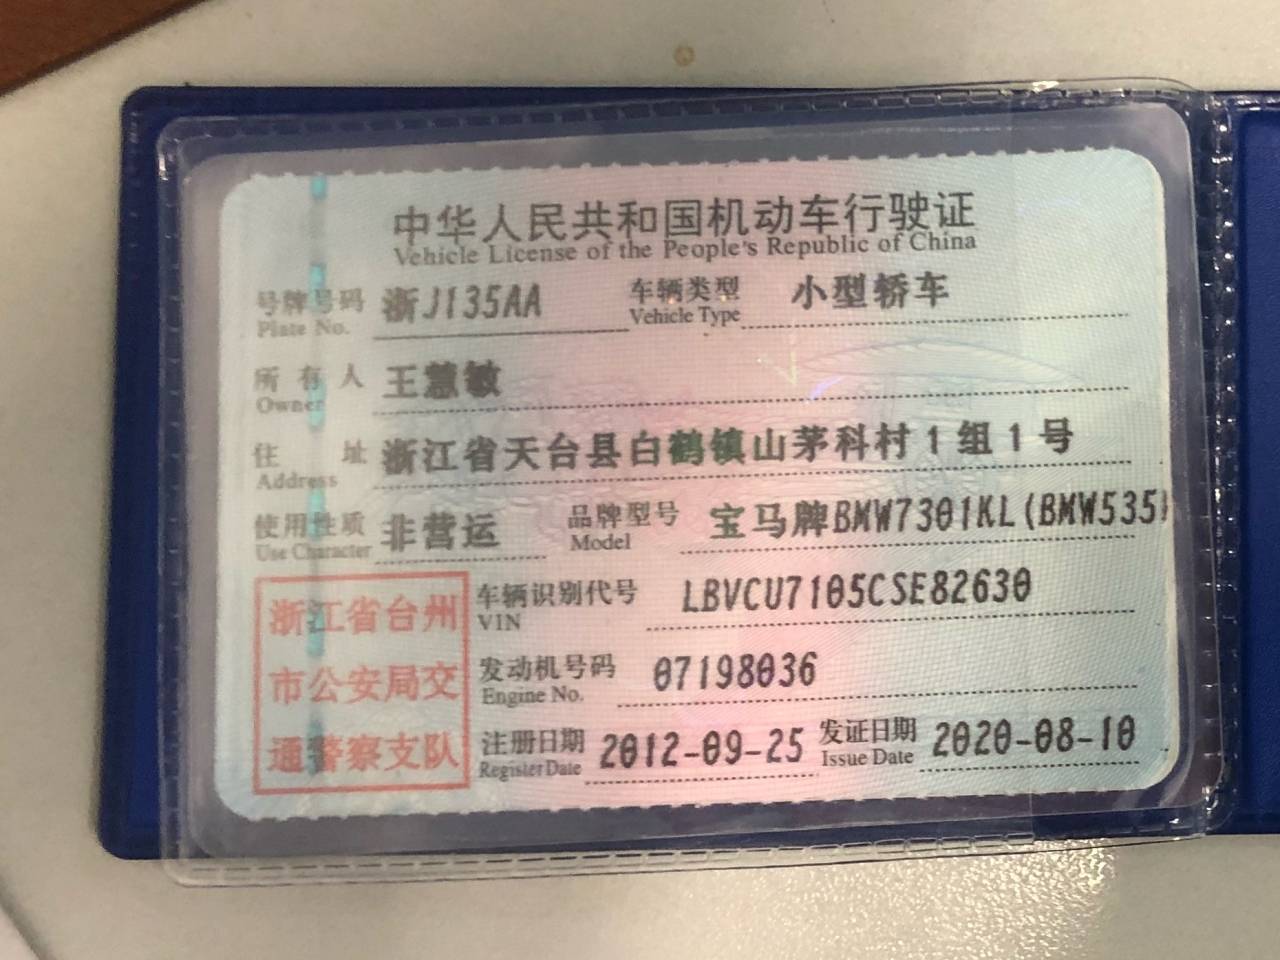 中华人民共和国机动车行驶证
Vehicle License of the People's Republic of China
号牌号码 浙J135AA 车辆类型 小型轿车
Plate No. Vehicle Type
所有人 王慧敏
Owner
住址 浙江省天台县白鹤镇山茅科村1组1号
Address
使用性质 非营运 品牌型号 宝马牌BMW7301KL(BMW535
Use Character Model
浙江省台州
市公安局交
通警察支队
车辆识别代号 LBVCU7105CSE82630
VIN
发动机号码 07198036
Engine No.
注册日期 2012-09-25 发证日期 2020-08-10
Register Date Issue Date